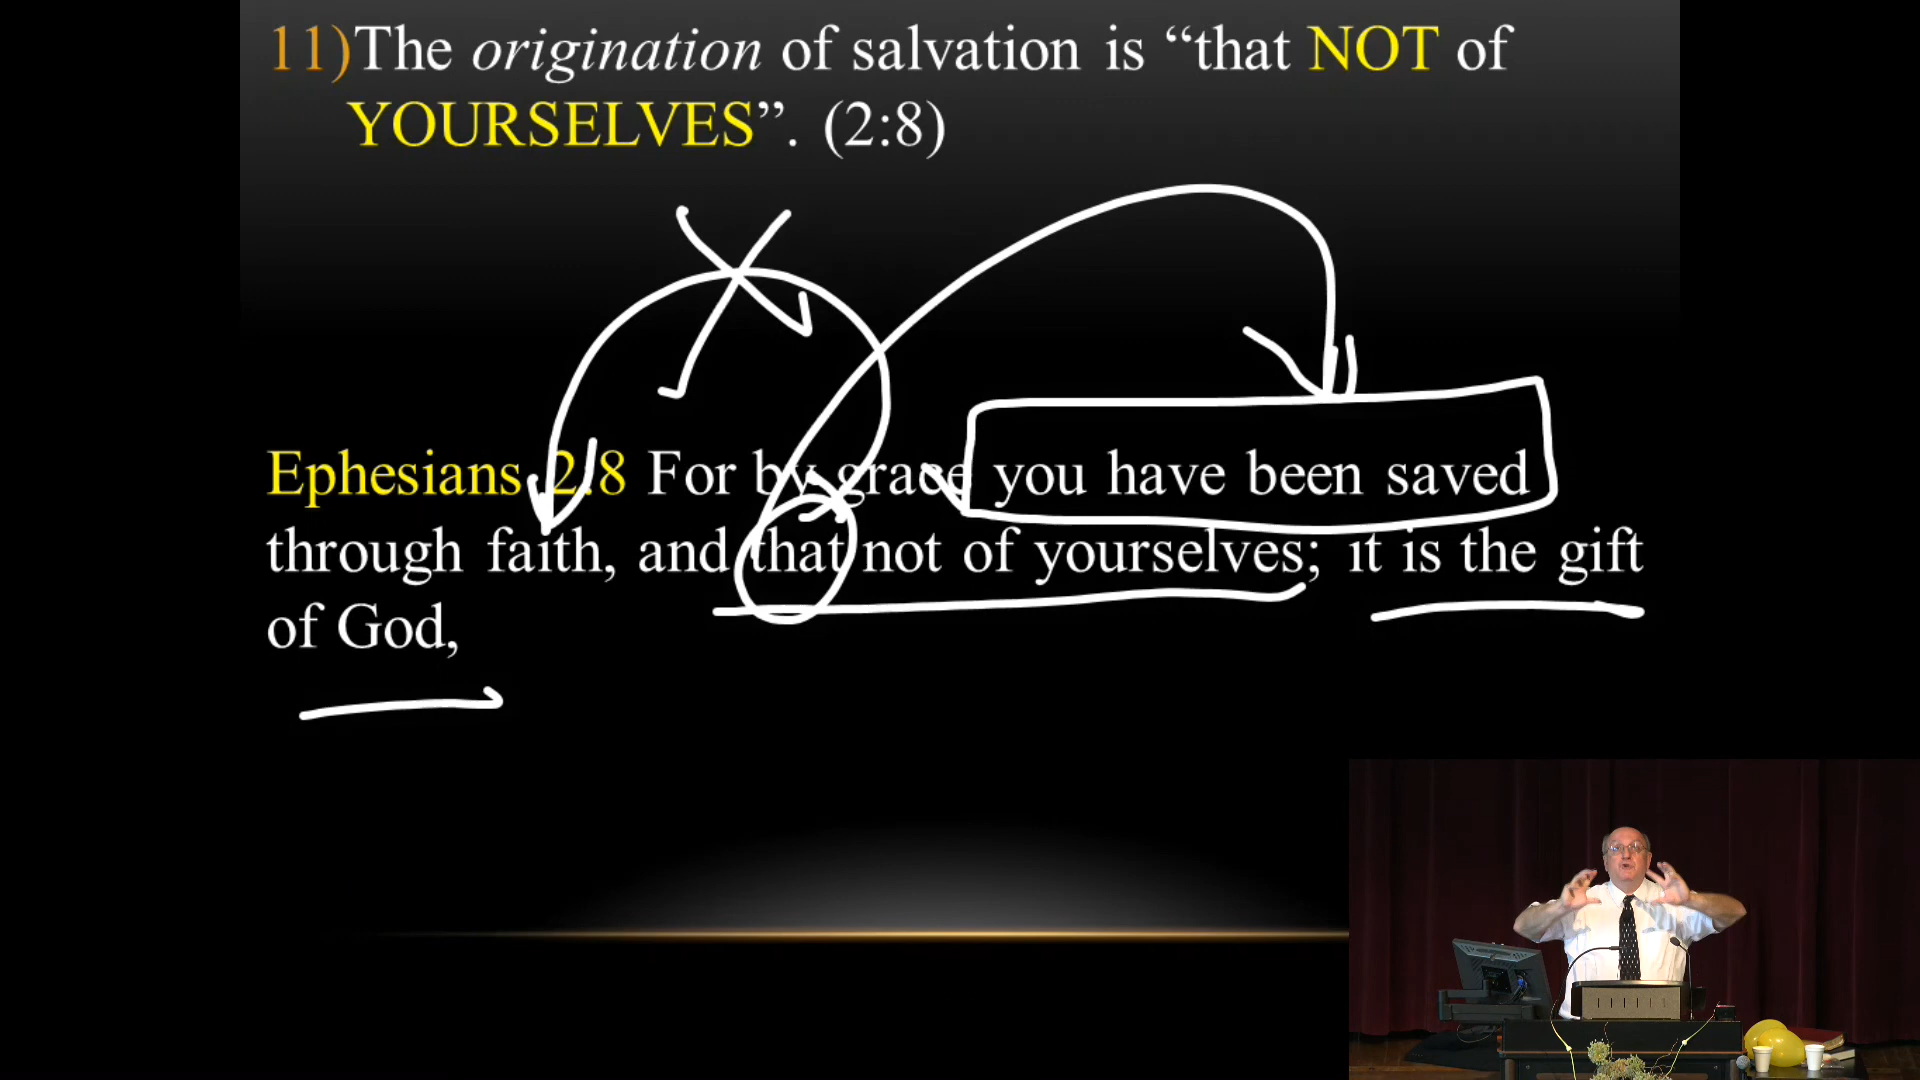 11)The origination of salvation is “that NOT of
YOURSELVES”. (2:8)
Ephesians 2:8 For by grace you have been saved
through faith, and that not of yourselves; it is the gift
of God,